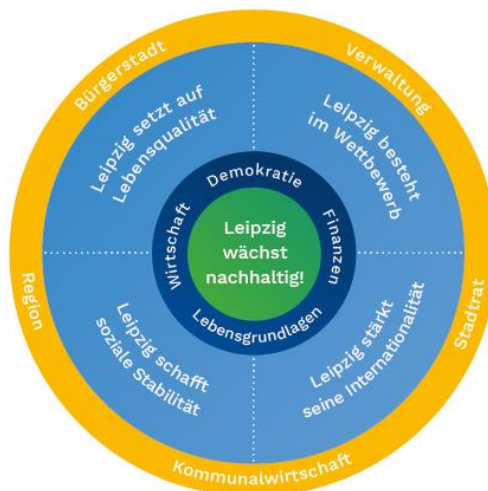 Bürgerstadt
Verwaltung
Leipzig setzt auf
Lebensqualität
Leipzig besteht
im Wettbewerb
Demokratie
Wirtschaft
Finanzen
Leipzig
wächst
nachhaltig!
Lebensgrundlagen
Region
Stadtrat
Leipzig schafft
soziale Stabilität
Leipzig stärkt
seine Internationalität
Kommunalwirtschaft